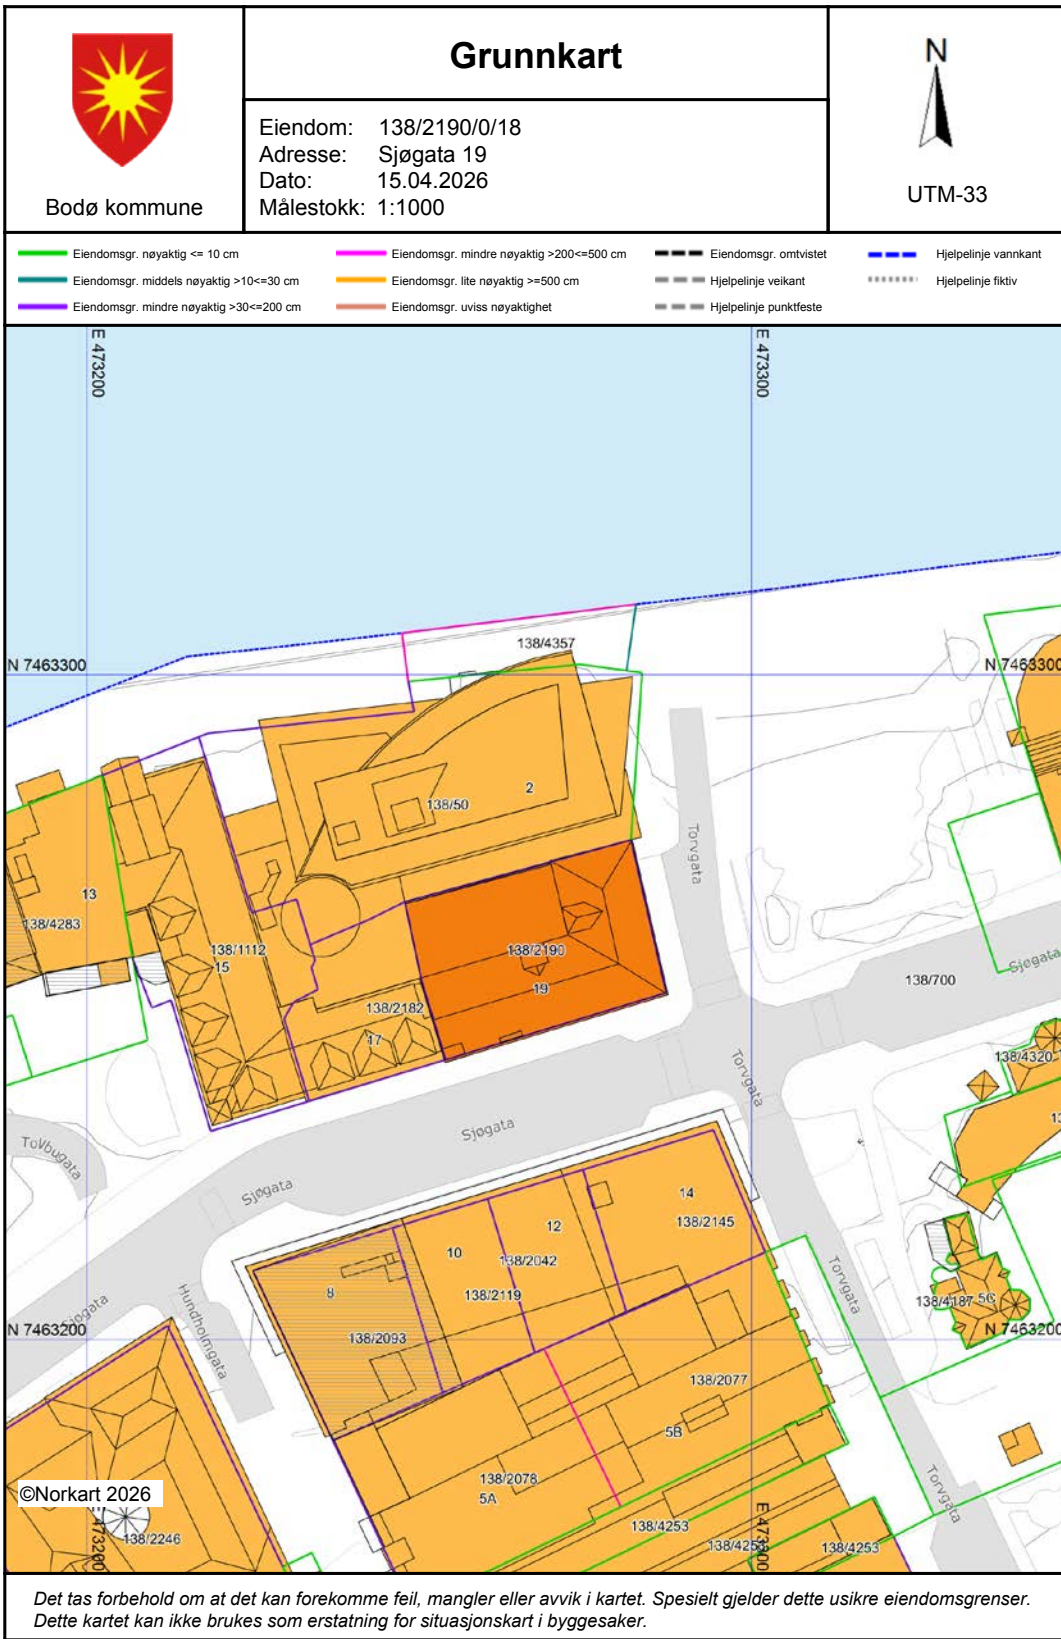 Grunnkart
Bodø kommune
Eiendom: 138/2190/0/18
Adresse: Sjøgata 19
Dato: 15.04.2026
Målestokk: 1:1000
N
UTM-33
Eiendomsgr. nøyaktig <= 10 cm
Eiendomsgr. middels nøyaktig >10<=30 cm
Eiendomsgr. mindre nøyaktig >30<=200 cm
Eiendomsgr. mindre nøyaktig >200<=500 cm
Eiendomsgr. lite nøyaktig >=500 cm
Eiendomsgr. uviss nøyaktighet
Eiendomsgr. omtvistet
Hjelpelinje veikant
Hjelpelinje punktfeste
Hjelpelinje vannkant
Hjelpelinje fiktiv
E 473200
E 473300
138/4357
N 7463300
N 7463300
2
138/50
Torvgata
13
138/4283
138/1112
15
138/2190
19
Sjøgata
138/700
138/2182
17
138/4320
Torvgata
Sjøgata
Tollbugata
Sjøgata
14
138/2145
12
10
138/2042
138/2119
8
138/2093
Torvgata
138/4187
5C
Sjøgata
Hundholmgata
N 7463200
N 7463200
138/2077
5B
138/2078
5A
Torvgata
©Norkart 2026
E 473200
E 473300
138/2246
138/4253
138/4253
138/4253
Det tas forbehold om at det kan forekomme feil, mangler eller avvik i kartet. Spesielt gjelder dette usikre eiendomsgrenser.
Dette kartet kan ikke brukes som erstatning for situasjonskart i byggesaker.